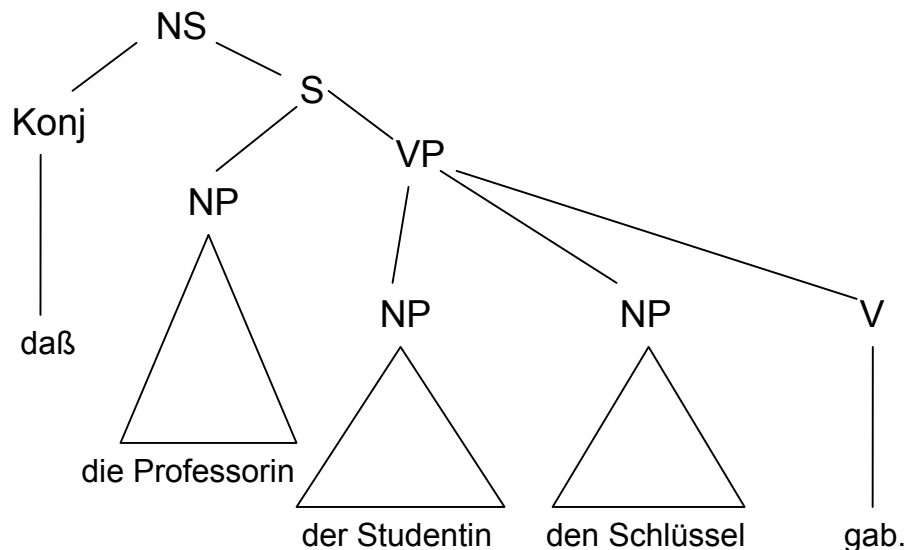 NS
S
Konj
VP
NP
NP NP V
daß
die Professorin
der Studentin den Schlüssel gab.